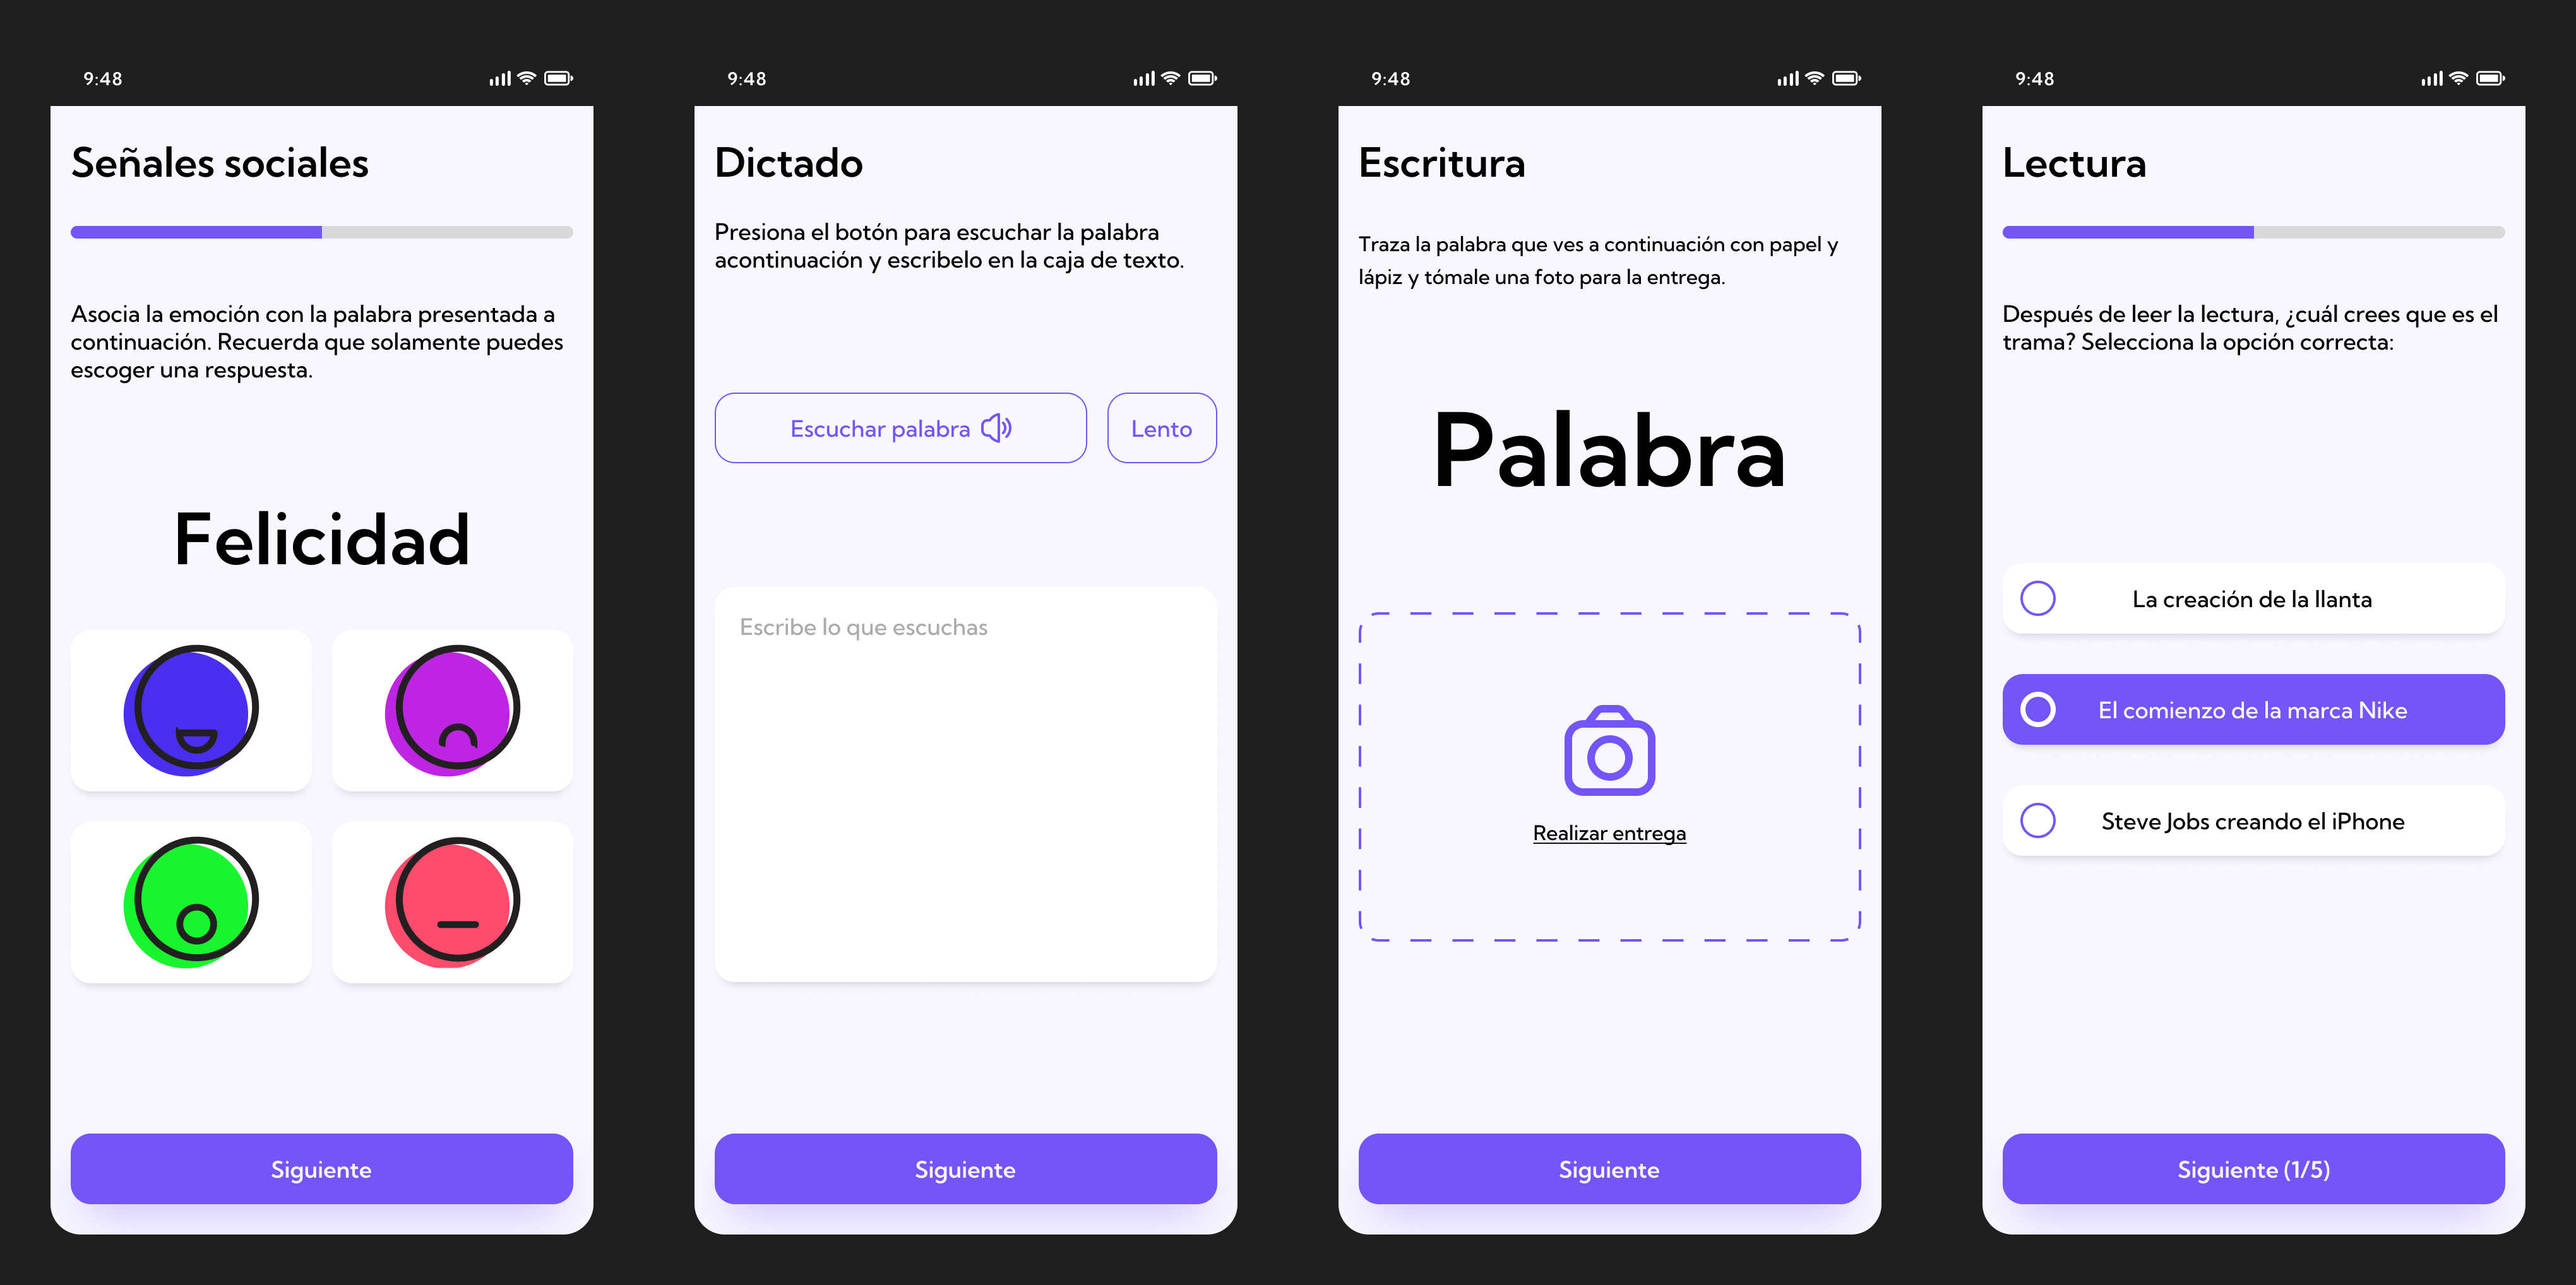 9:48
Señales sociales
Asocia la emoción con la palabra presentada a
continuación. Recuerda que solamente puedes
escoger una respuesta.
Felicidad
Siguiente
9:48
Dictado
Presiona el botón para escuchar la palabra
acontinuación y escribelo en la caja de texto.
Escuchar palabra
Lento
Escribe lo que escuchas
Siguiente
9:48
Escritura
Traza la palabra que ves a continuación con papel y
lápiz y tómale una foto para la entrega.
Palabra
Realizar entrega
Siguiente
9:48
Lectura
Después de leer la lectura, ¿cuál crees que es el
trama? Selecciona la opción correcta:
La creación de la llanta
El comienzo de la marca Nike
Steve Jobs creando el iPhone
Siguiente (1/5)